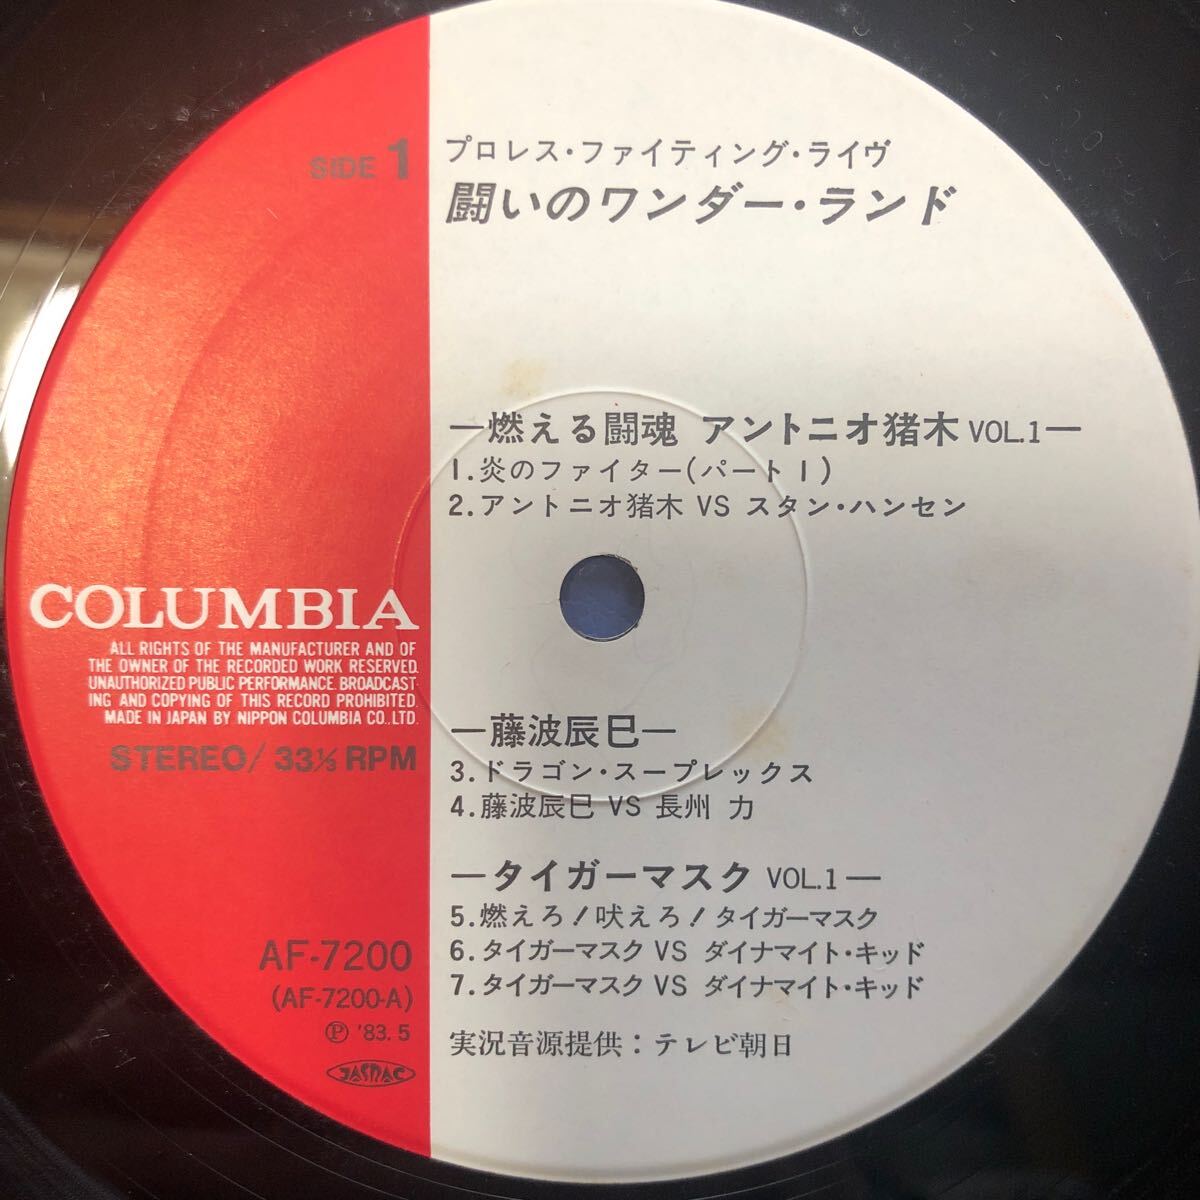 SIDE 1
プロレス・ファイティング・ライヴ
闘いのワンダー・ランド
—燃える闘魂 アントニオ猪木 VOL.1—
1.炎のファイター(パートⅠ)
2.アントニオ猪木 VS スタン・ハンセン
COLUMBIA
ALL RIGHTS OF THE MANUFACTURER AND OF
THE OWNER OF THE RECORDED WORK RESERVED.
UNAUTHORIZED PUBLIC PERFORMANCE. BROADCAST-
ING AND COPYING OF THIS RECORD PROHIBITED.
MADE IN JAPAN BY NIPPON COLUMBIA CO.,LTD.
STEREO/ 33⅓ RPM
—藤波辰巳—
3.ドラゴン・スープレックス
4.藤波辰巳 VS 長州 力
—タイガーマスク VOL.1—
5.燃えろ!吠えろ!タイガーマスク
6.タイガーマスク VS ダイナマイト・キッド
7.タイガーマスク VS ダイナマイト・キッド
実況音源提供:テレビ朝日
AF-7200
(AF-7200-A)
Ⓟ '83. 5
JASRAC